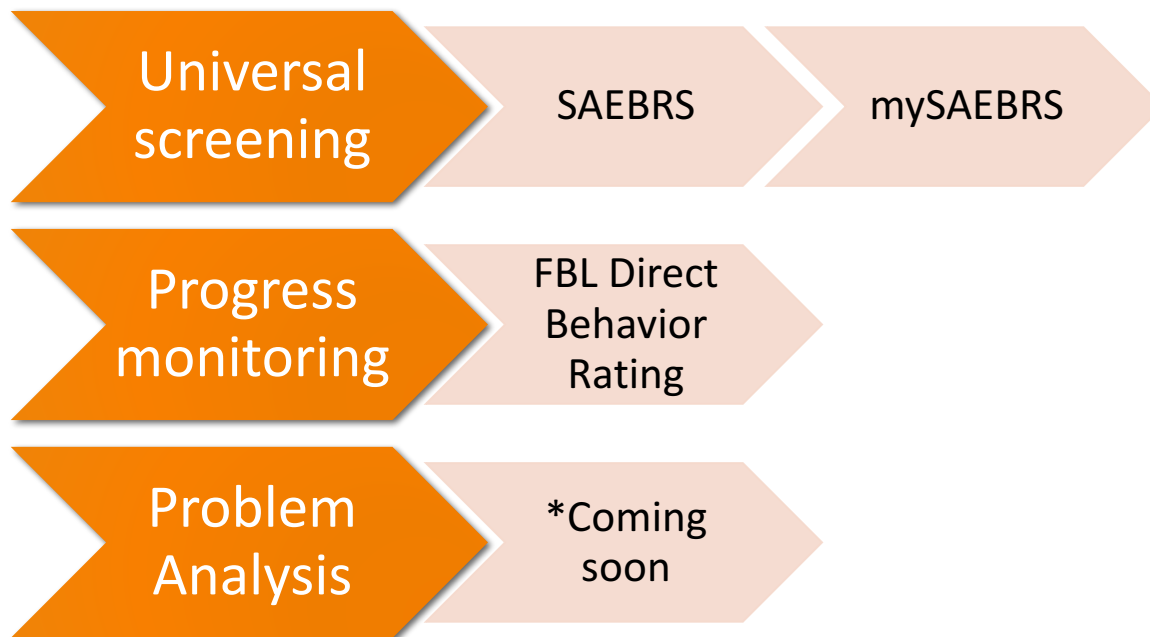 Universal
screening
SAEBRS
mySAEBRS
Progress
monitoring
FBL Direct
Behavior
Rating
Problem
Analysis
*Coming
soon